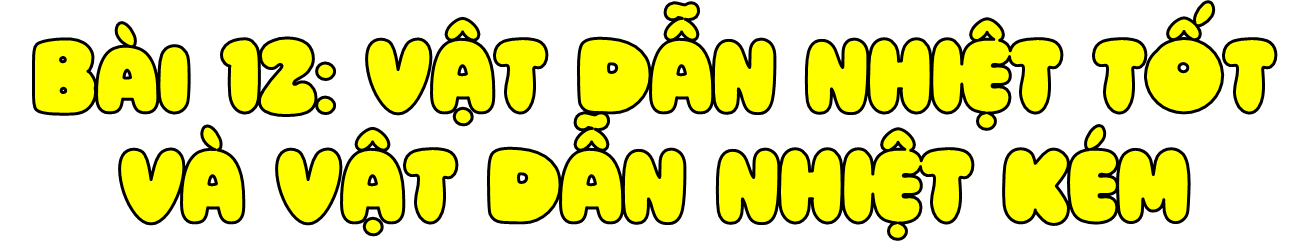 BÀI 12: VẬT DẪN NHIỆT TỐT
VÀ VẬT DẪN NHIỆT KÉM